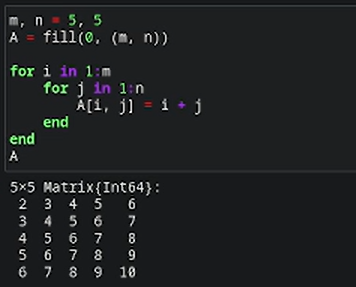 m, n = 5, 5
A = fill(0, (m, n))
for i in 1:m
for j in 1:n
A[i, j] = i + j
end
end
A
5×5 Matrix{Int64}:
2 3 4 5 6
3 4 5 6 7
4 5 6 7 8
5 6 7 8 9
6 7 8 9 10